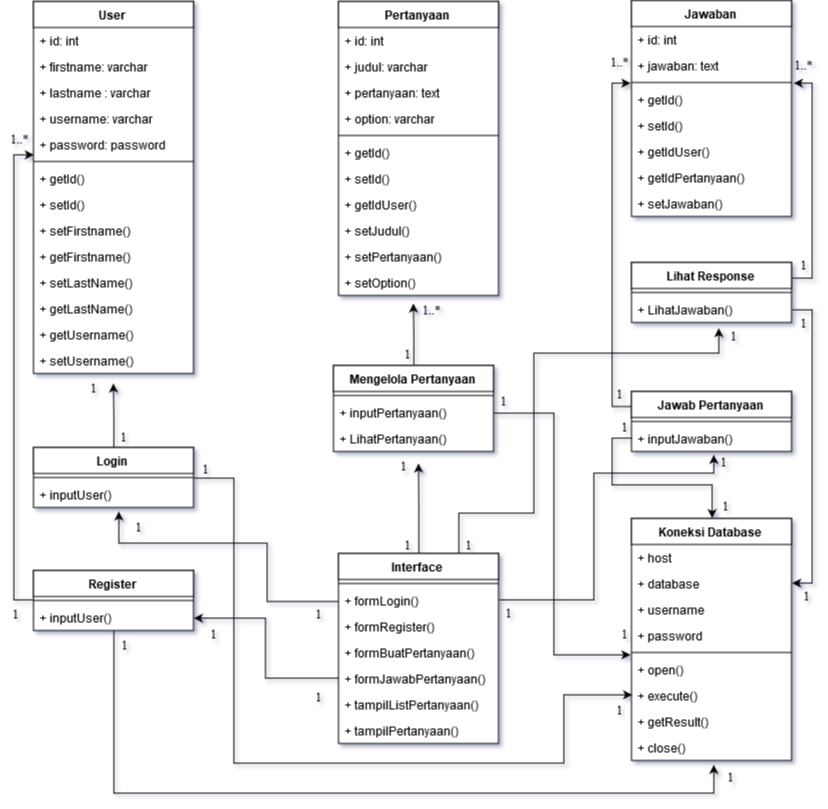 User
+ id: int
+ firstname: varchar
+ lastname : varchar
+ username: varchar
+ password: password
+ getId()
+ setId()
+ setFirstname()
+ getFirstname()
+ setLastName()
+ getLastName()
+ getUsername()
+ setUsername()
1..*
1
1
Login
+ inputUser()
1
1
Register
+ inputUser()
1
1
1
Pertanyaan
+ id: int
+ judul: varchar
+ pertanyaan: text
+ option: varchar
+ getId()
+ setId()
+ getIdUser()
+ setJudul()
+ setPertanyaan()
+ setOption()
1..*
1
Mengelola Pertanyaan
+ inputPertanyaan()
+ LihatPertanyaan()
1
1
1
1
Interface
+ formLogin()
+ formRegister()
+ formBuatPertanyaan()
+ formJawabPertanyaan()
+ tampilListPertanyaan()
+ tampilPertanyaan()
1
1
1
Jawaban
+ id: int
+ jawaban: text
+ getId()
+ setId()
+ getIdUser()
+ getIdPertanyaan()
+ setJawaban()
1..*
1..*
1
Lihat Response
+ LihatJawaban()
1
1
1
Jawab Pertanyaan
+ inputJawaban()
1
1
1
Koneksi Database
+ host
+ database
+ username
+ password
+ open()
+ execute()
+ getResult()
+ close()
1
1
1
1